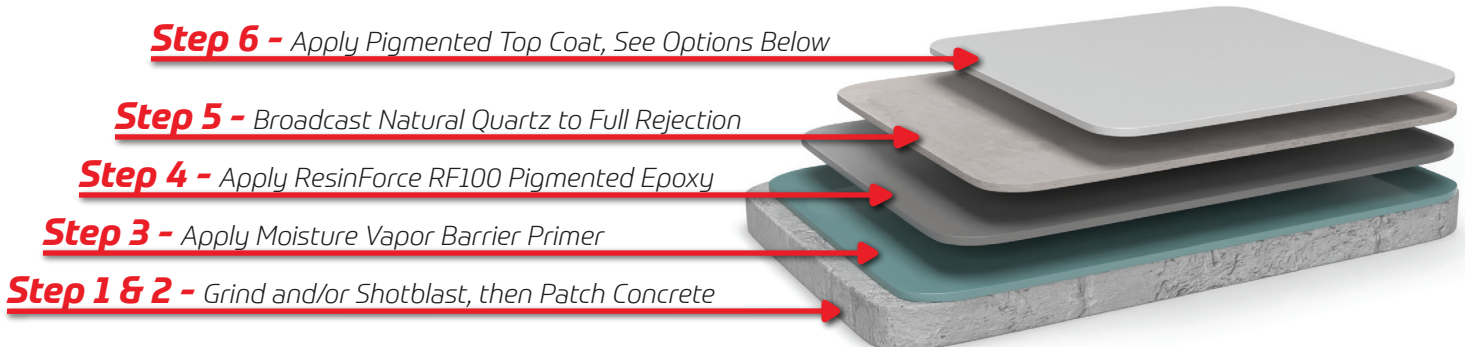 Step 6 - Apply Pigmented Top Coat, See Options Below
Step 5 - Broadcast Natural Quartz to Full Rejection
Step 4 - Apply ResinForce RF100 Pigmented Epoxy
Step 3 - Apply Moisture Vapor Barrier Primer
Step 1 & 2 - Grind and/or Shotblast, then Patch Concrete